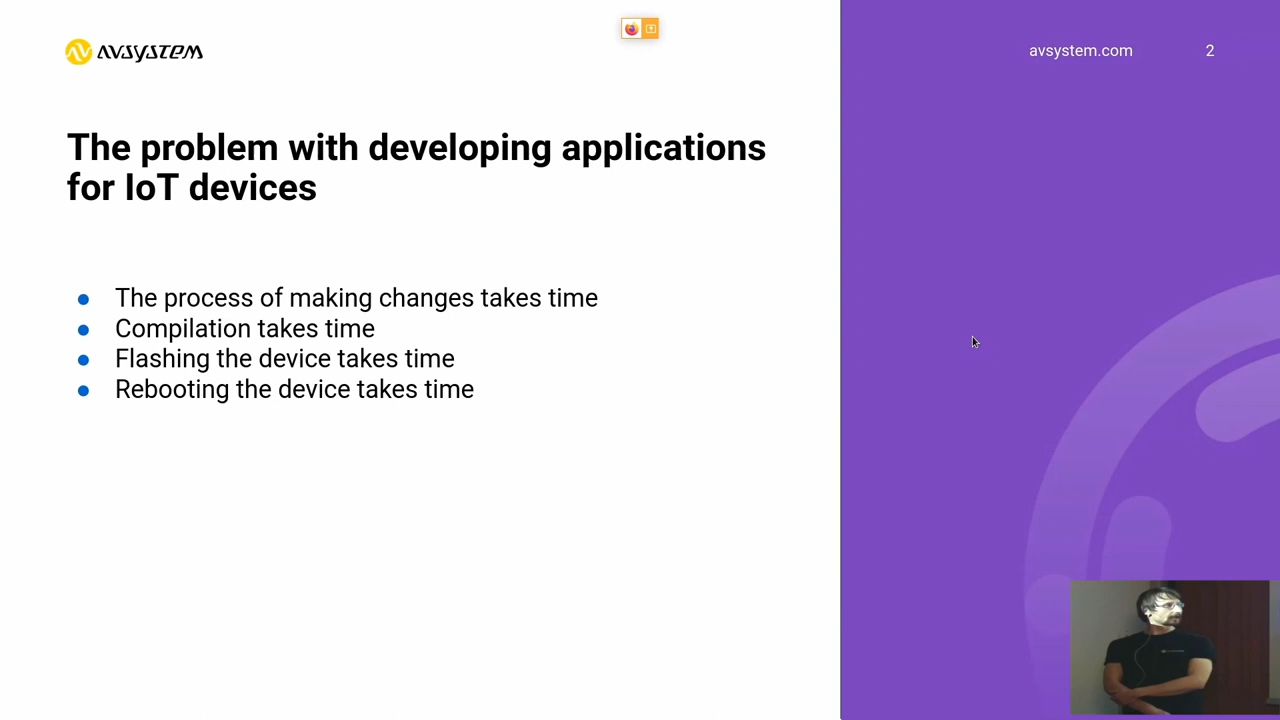 AVSYSTEM
avsystem.com
2
The problem with developing applications
for IoT devices
The process of making changes takes time
Compilation takes time
Flashing the device takes time
Rebooting the device takes time